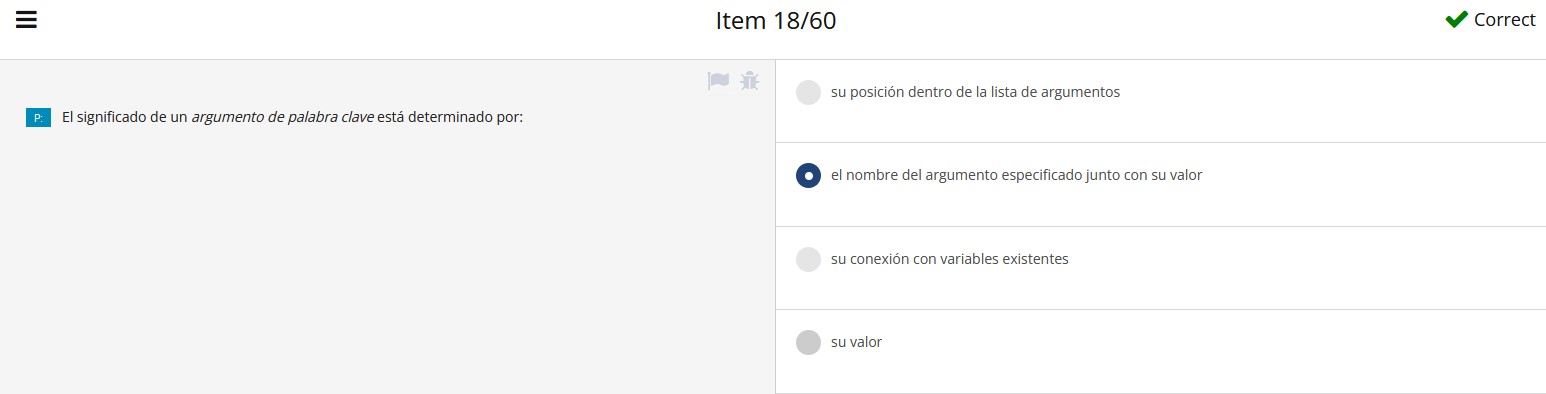 Item 18/60
Correct
P: El significado de un argumento de palabra clave está determinado por:
su posición dentro de la lista de argumentos
el nombre del argumento especificado junto con su valor
su conexión con variables existentes
su valor